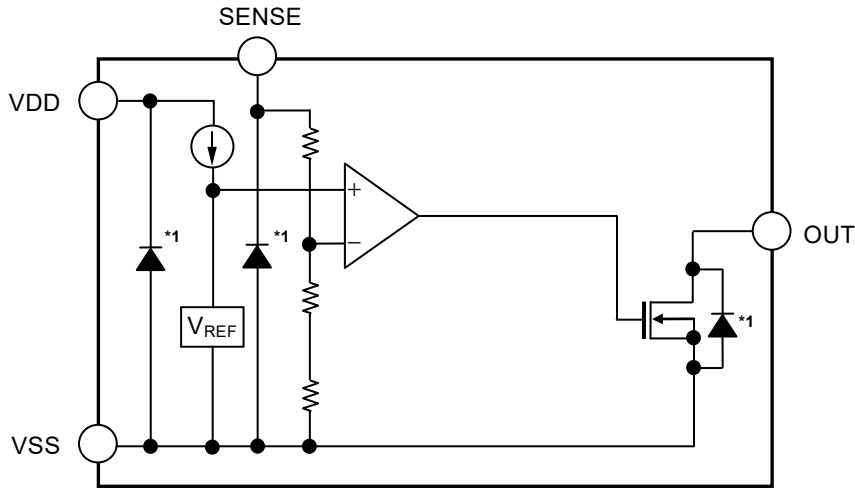 SENSE
VDD
*1
*1
+
−
OUT
VREF
*1
VSS